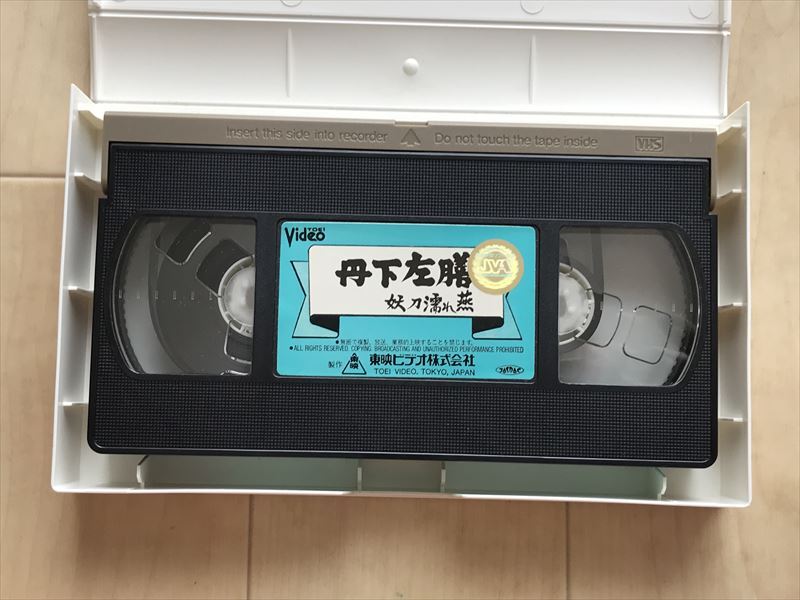 Insert this side into recorder
Do not touch the tape inside
VHS
TOEI
Video
丹下左膳
妖刀濡れ燕
JVA
●無断で複製、放送、業務的上映することを禁じます。
●ALL RIGHTS RESERVED. COPYING, BROADCASTING AND UNAUTHORIZED PERFORMANCE PROHIBITED
製作 東映 東映ビデオ株式会社
TOEI VIDEO, TOKYO, JAPAN